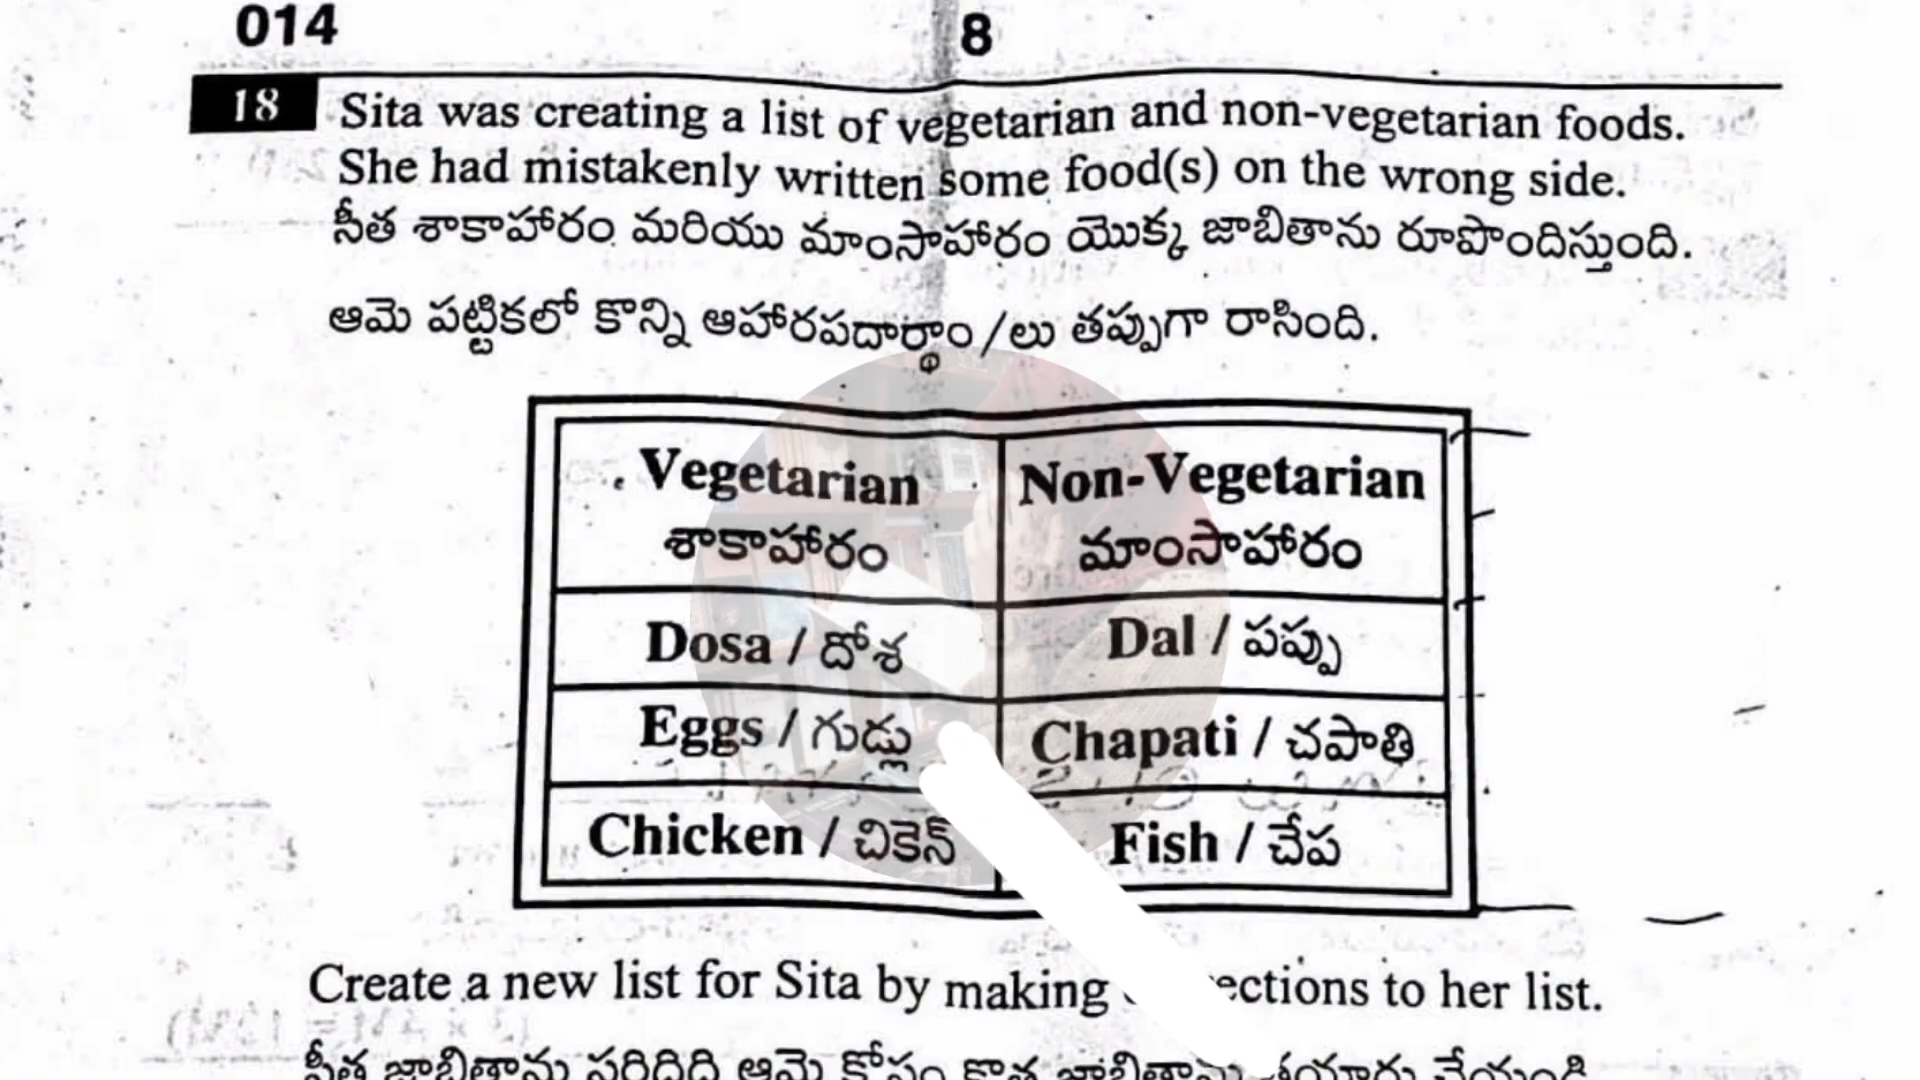 014 8
18 Sita was creating a list of vegetarian and non-vegetarian foods.
She had mistakenly written some food(s) on the wrong side.
సీత శాకాహారం మరియు మాంసాహారం యొక్క జాబితాను రూపొందిస్తుంది.
ఆమె పట్టికలో కొన్ని ఆహారపదార్థాం/లు తప్పుగా రాసింది.
Vegetarian Non-Vegetarian
శాకాహారం మాంసాహారం
Dosa / దోశ Dal / పప్పు
Eggs / గుడ్లు Chapati / చపాతి
Chicken / చికెన్ Fish / చేప
Create a new list for Sita by making to her list.
సీత జాబితాను సరిదిద్ది ఆమె కోసం కొత్త జాబితాను చేయండి